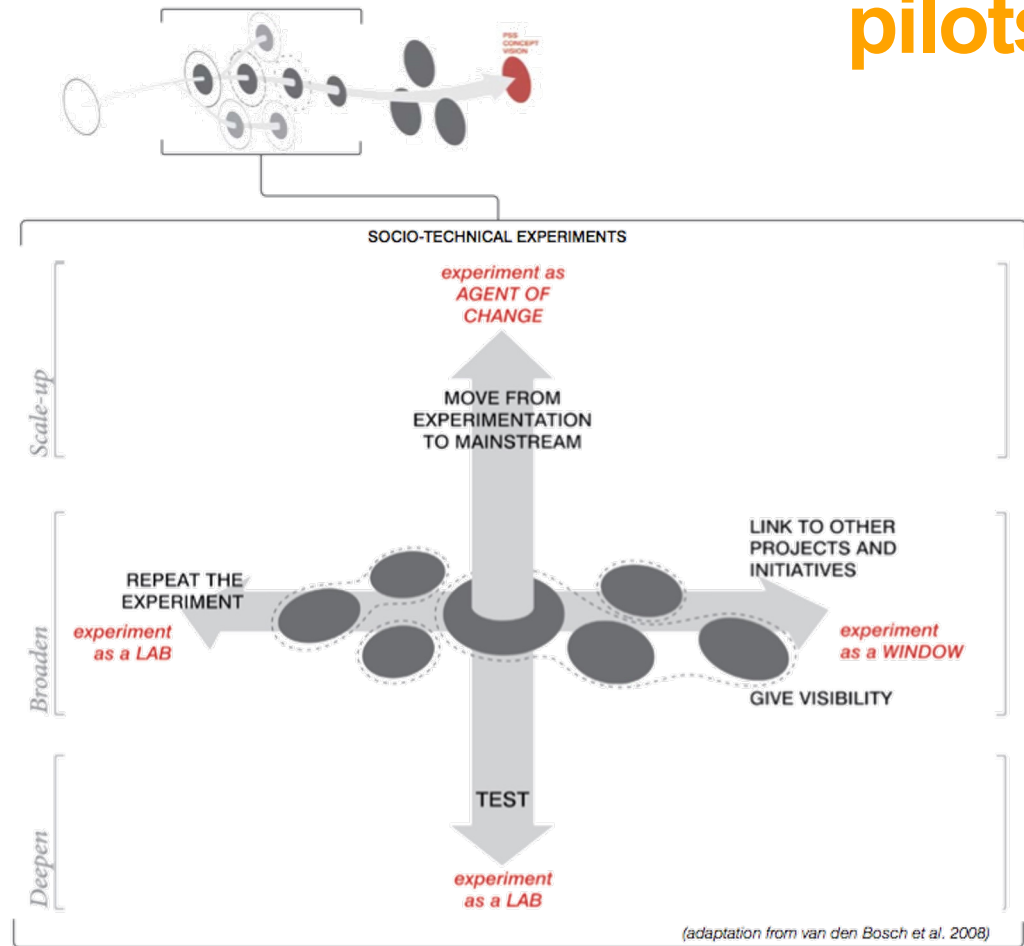 pilots
PSS
CONCEPT
VISION
SOCIO-TECHNICAL EXPERIMENTS
experiment as
AGENT OF
CHANGE
Scale-up
MOVE FROM
EXPERIMENTATION
TO MAINSTREAM
Broaden
REPEAT THE
EXPERIMENT
experiment
as a LAB
LINK TO OTHER
PROJECTS AND
INITIATIVES
experiment
as a WINDOW
GIVE VISIBILITY
Deepen
TEST
experiment
as a LAB
(adaptation from van den Bosch et al. 2008)